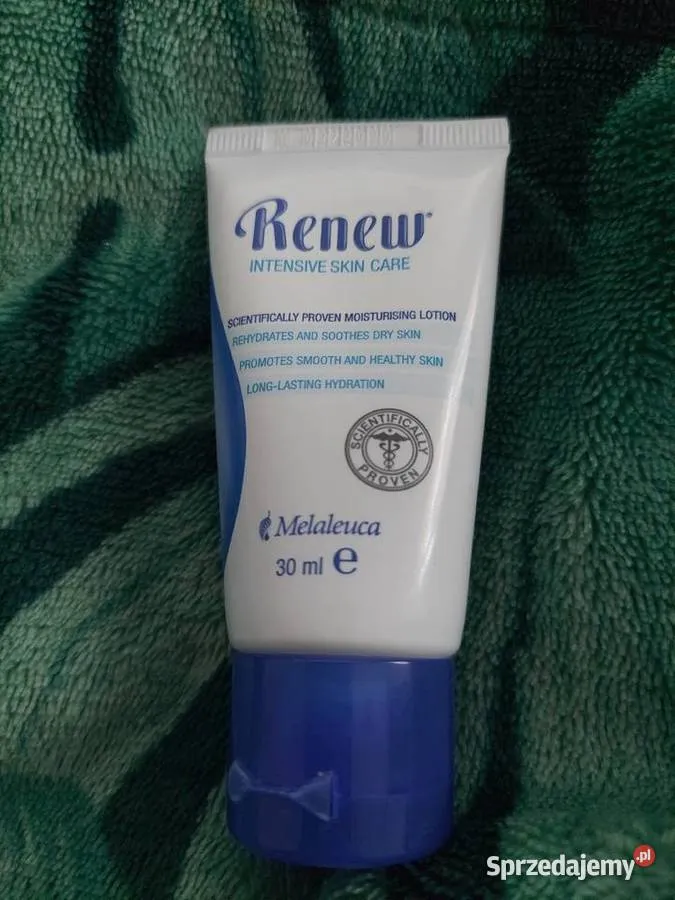 Renew®
INTENSIVE SKIN CARE
SCIENTIFICALLY PROVEN MOISTURISING LOTION
REHYDRATES AND SOOTHES DRY SKIN
PROMOTES SMOOTH AND HEALTHY SKIN
LONG-LASTING HYDRATION
SCIENTIFICALLY
PROVEN
Melaleuca
30 ml e
Sprzedajemy.pl